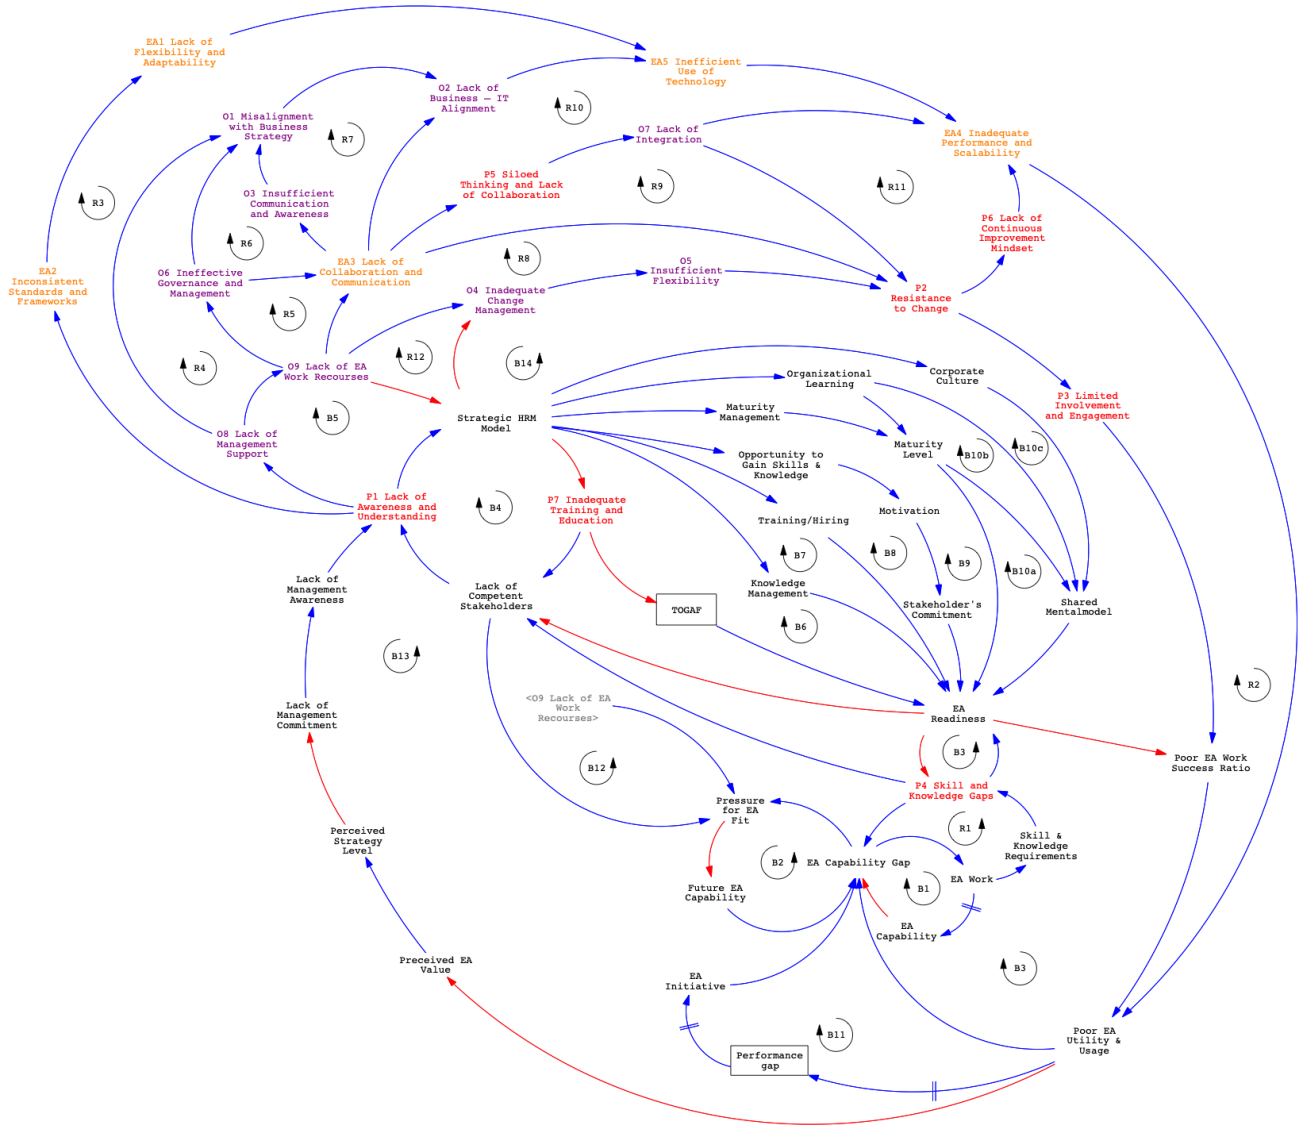 EA1 Lack of
Flexibility and
Adaptability
EA5 Inefficient
Use of
Technology
O2 Lack of
Business – IT
Alignment
R10
O1 Misalignment
with Business
Strategy
R7
O7 Lack of
Integration
EA4 Inadequate
Performance and
Scalability
P5 Siloed
Thinking and Lack
of Collaboration
R9
R11
R3
O3 Insufficient
Communication
and Awareness
P6 Lack of
Continuous
Improvement
Mindset
R6
R8
EA2
Inconsistent
Standards and
Frameworks
O6 Ineffective
Governance and
Management
EA3 Lack of
Collaboration and
Communication
O5
Insufficient
Flexibility
O4 Inadequate
Change
Management
P2
Resistance
to Change
R5
R4
O9 Lack of EA
Work Recourses
R12
B14
Organizational
Learning
Corporate
Culture
P3 Limited
Involvement
and Engagement
B5
Strategic HRM
Model
Maturity
Management
Maturity
Level
B10b
B10c
O8 Lack of
Management
Support
Opportunity to
Gain Skills &
Knowledge
P1 Lack of
Awareness and
Understanding
B4
P7 Inadequate
Training and
Education
Training/Hiring
Motivation
B7
B8
B9
B10a
Lack of
Management
Awareness
Lack of
Competent
Stakeholders
TOGAF
Knowledge
Management
Stakeholder's
Commitment
Shared
Mentalmodel
B6
B13
R2
Lack of
Management
Commitment
<O9 Lack of EA
Work
Recourses>
EA
Readiness
B3
Poor EA Work
Success Ratio
B12
P4 Skill and
Knowledge Gaps
Pressure
for EA
Fit
R1
Perceived
Strategy
Level
Skill &
Knowledge
Requirements
B2
EA Capability Gap
B1
EA Work
Future EA
Capability
EA
Capability
Preceived EA
Value
B3
EA
Initiative
B11
Poor EA
Utility &
Usage
Performance
gap